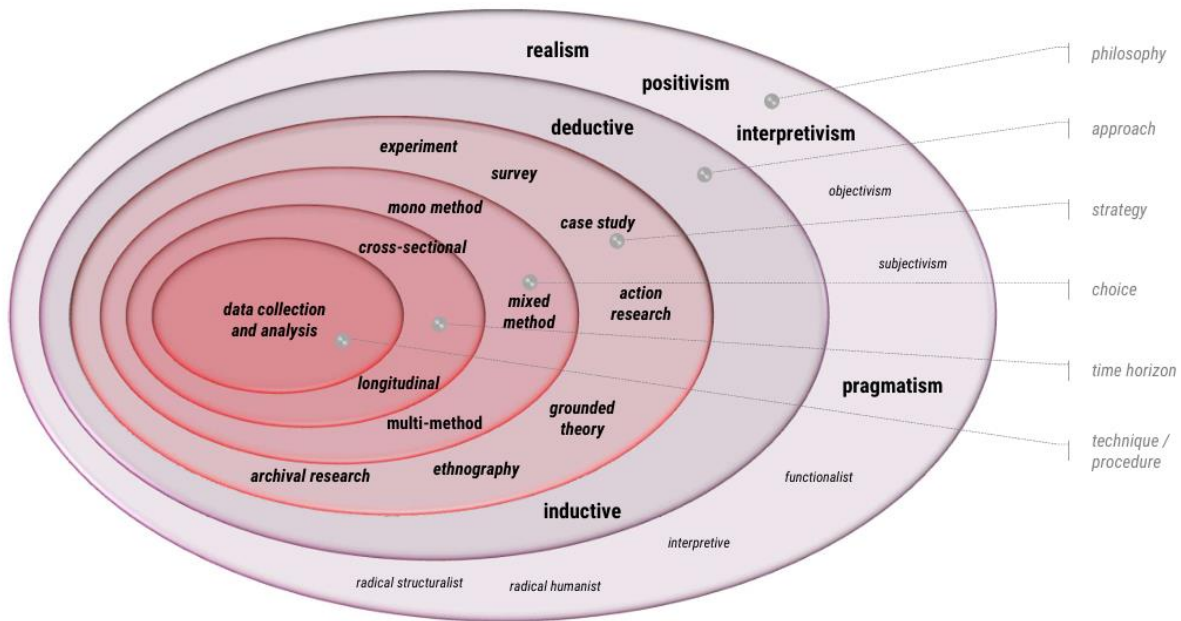 realism
philosophy
positivism
deductive
interpretivism
approach
experiment
survey
objectivism
mono method
case study
strategy
cross-sectional
subjectivism
data collection
and analysis
mixed
method
action
research
choice
longitudinal
pragmatism
time horizon
multi-method
grounded
theory
technique /
procedure
archival research
ethnography
functionalist
inductive
interpretive
radical structuralist
radical humanist